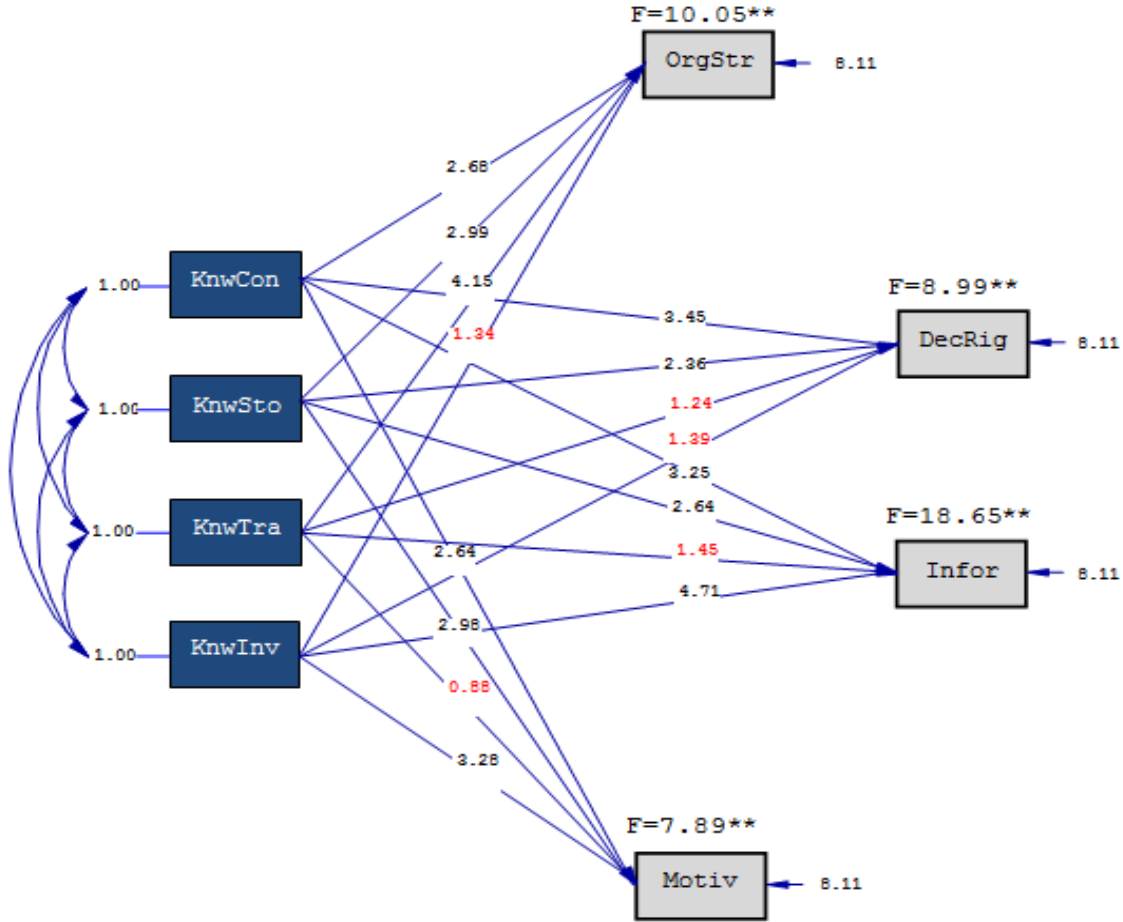 F=10.05**
OrgStr
8.11
2.68
2.99
KnwCon
1.00
4.15
F=8.99**
3.45
1.34
DecRig
8.11
2.36
KnwSto
1.00
1.24
1.39
3.25
2.64
F=18.65**
KnwTra
1.00
2.64
1.45
Infor
8.11
4.71
2.98
KnwInv
1.00
0.88
3.28
F=7.89**
Motiv
8.11